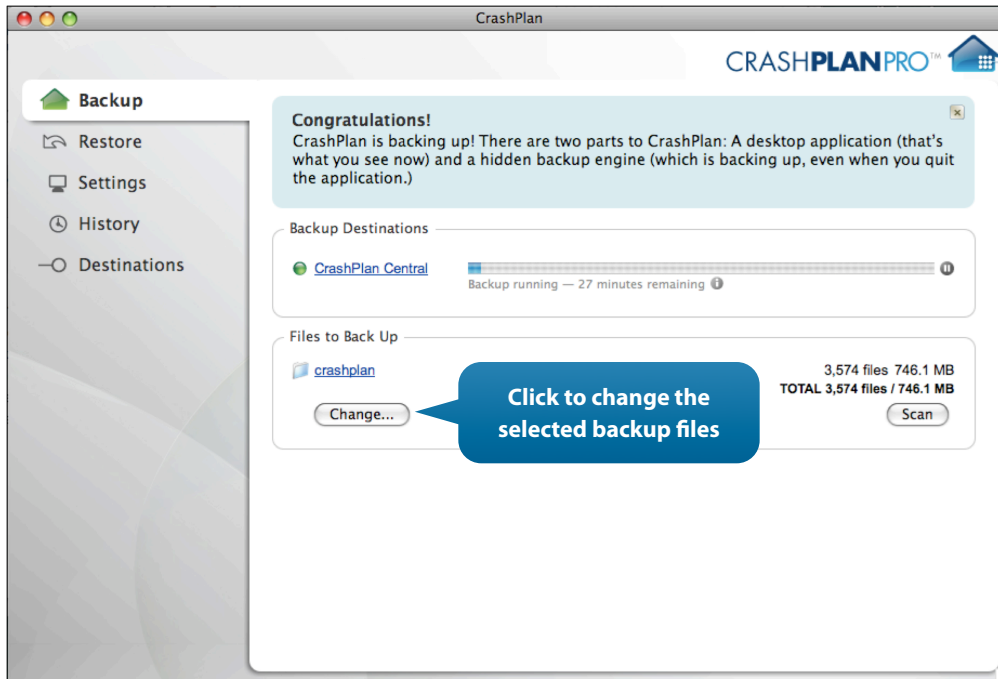 CrashPlan
CRASHPLANPRO™
Backup
Restore
Settings
History
Destinations
Congratulations!
CrashPlan is backing up! There are two parts to CrashPlan: A desktop application (that's
what you see now) and a hidden backup engine (which is backing up, even when you quit
the application.)
Backup Destinations
CrashPlan Central
Backup running — 27 minutes remaining
Files to Back Up
crashplan
3,574 files 746.1 MB
TOTAL 3,574 files / 746.1 MB
Change...
Click to change the
selected backup files
Scan